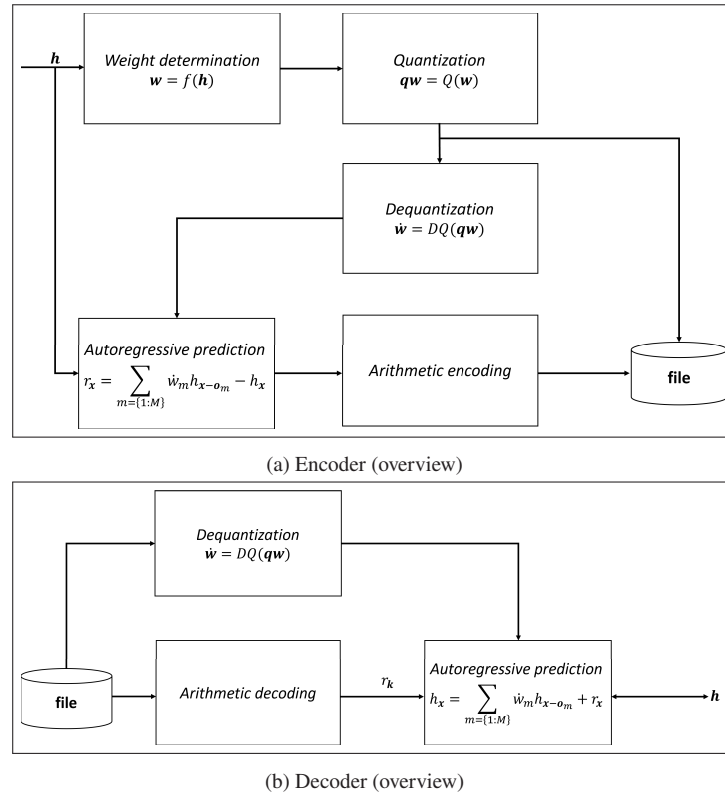 h
Weight determination
w = f(h)
Quantization
qw = Q(w)
Dequantization
ẇ = DQ(qw)
Autoregressive prediction
r_x = ∑_{m={1:M}} ẇ_m h_{x−o_m} − h_x
Arithmetic encoding
file
(a) Encoder (overview)
Dequantization
ẇ = DQ(qw)
file
Arithmetic decoding
r_k
Autoregressive prediction
h_x = ∑_{m={1:M}} ẇ_m h_{x−o_m} + r_x
h
(b) Decoder (overview)